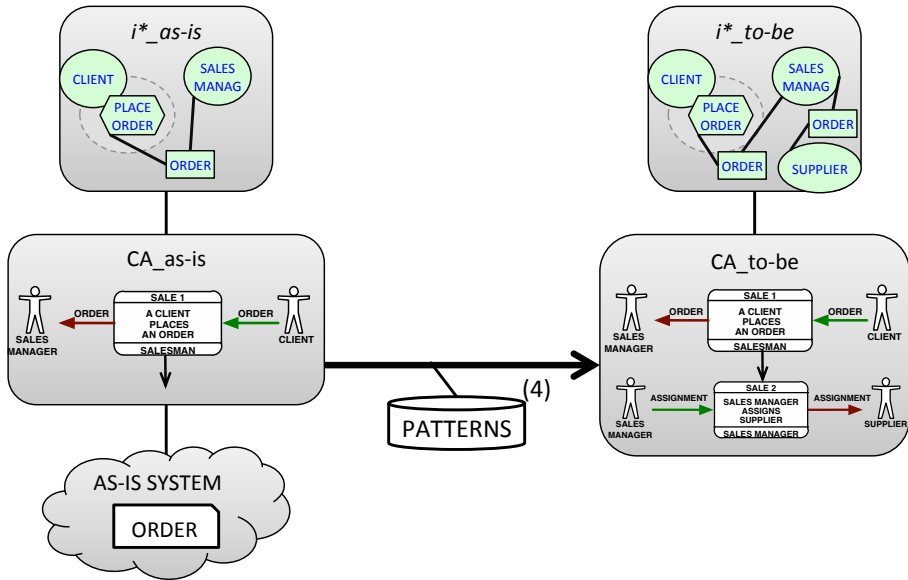 i*_as-is
CLIENT
SALES
MANAG
PLACE
ORDER
ORDER
i*_to-be
CLIENT
SALES
MANAG
PLACE
ORDER
ORDER
ORDER
SUPPLIER
CA_as-is
SALE 1
A CLIENT
PLACES
AN ORDER
SALESMAN
ORDER
ORDER
SALES
MANAGER
CLIENT
CA_to-be
SALE 1
A CLIENT
PLACES
AN ORDER
SALESMAN
ORDER
ORDER
SALES
MANAGER
CLIENT
SALE 2
SALES MANAGER
ASSIGNS
SUPPLIER
SALES MANAGER
ASSIGNMENT
ASSIGNMENT
SALES
MANAGER
SUPPLIER
(4)
PATTERNS
AS-IS SYSTEM
ORDER